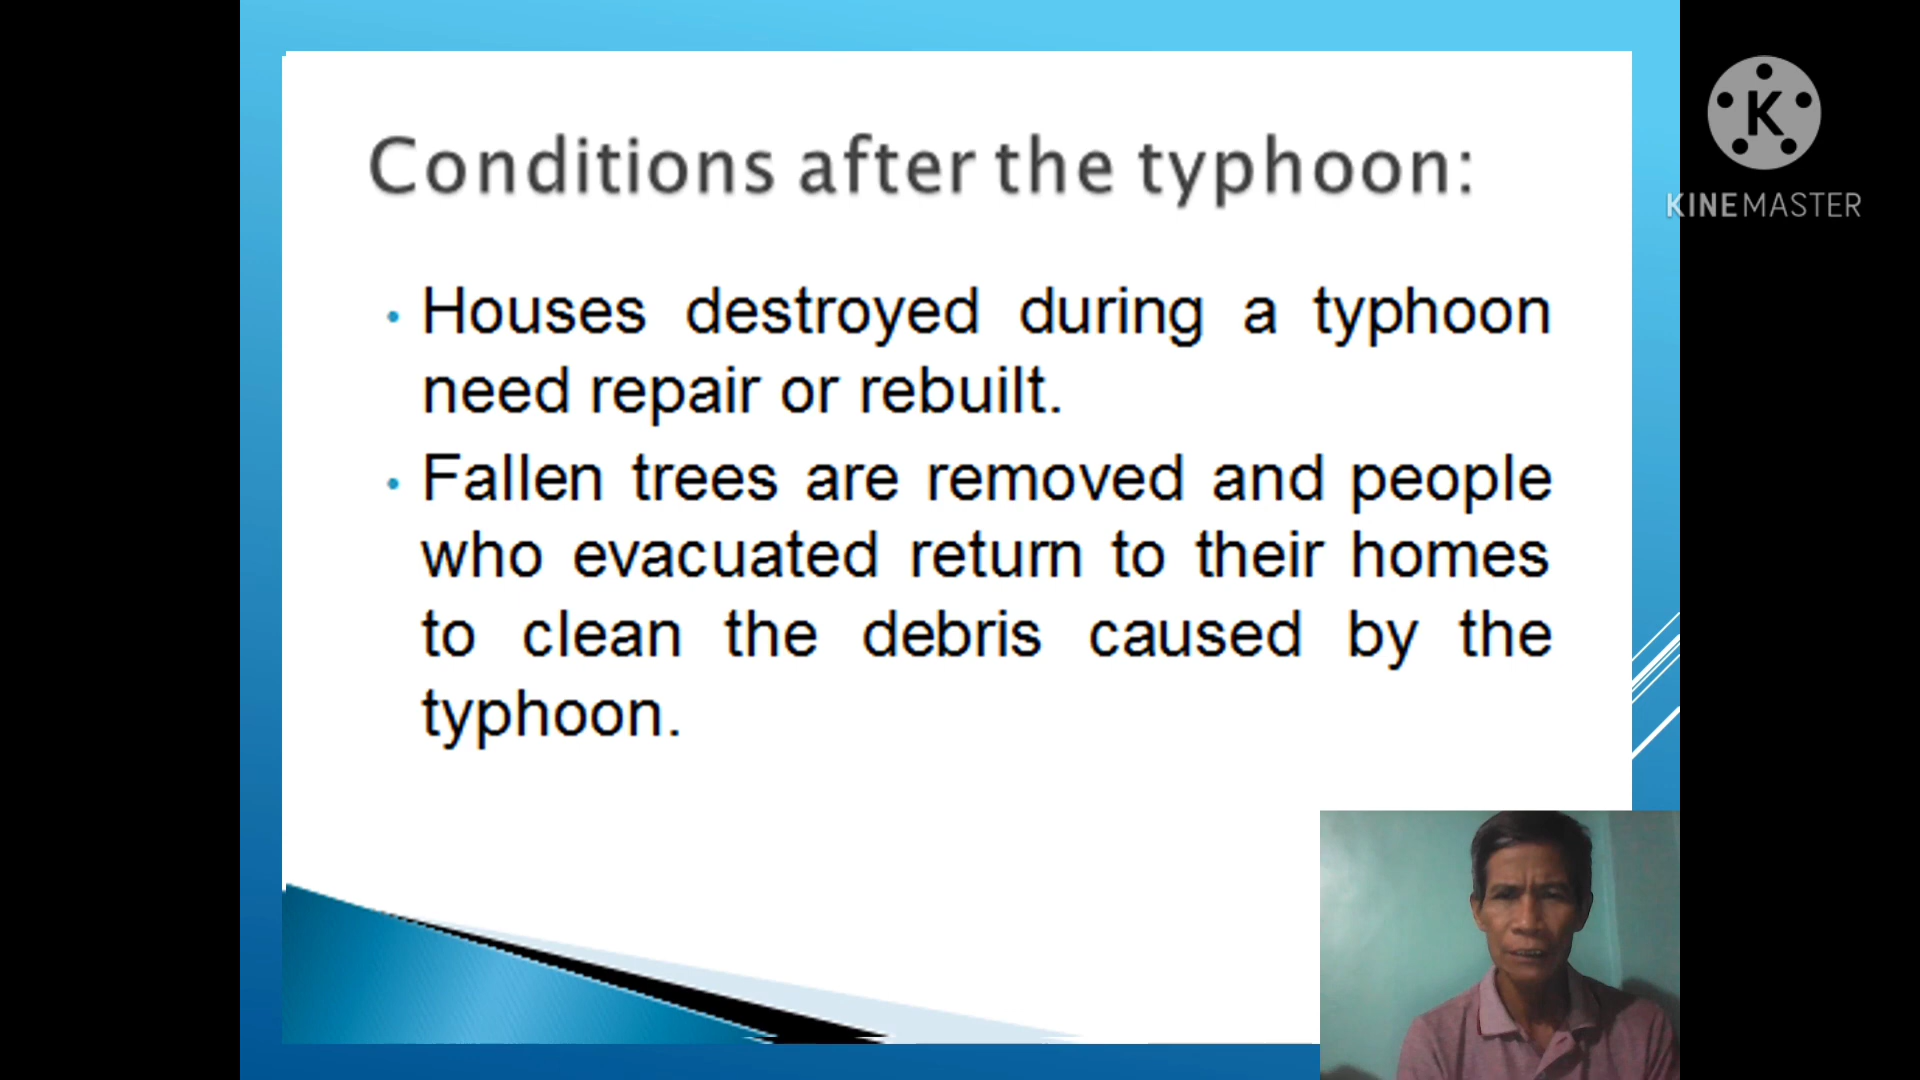 Conditions after the typhoon:
• Houses destroyed during a typhoon
need repair or rebuilt.
• Fallen trees are removed and people
who evacuated return to their homes
to clean the debris caused by the
typhoon.
K
KINEMASTER